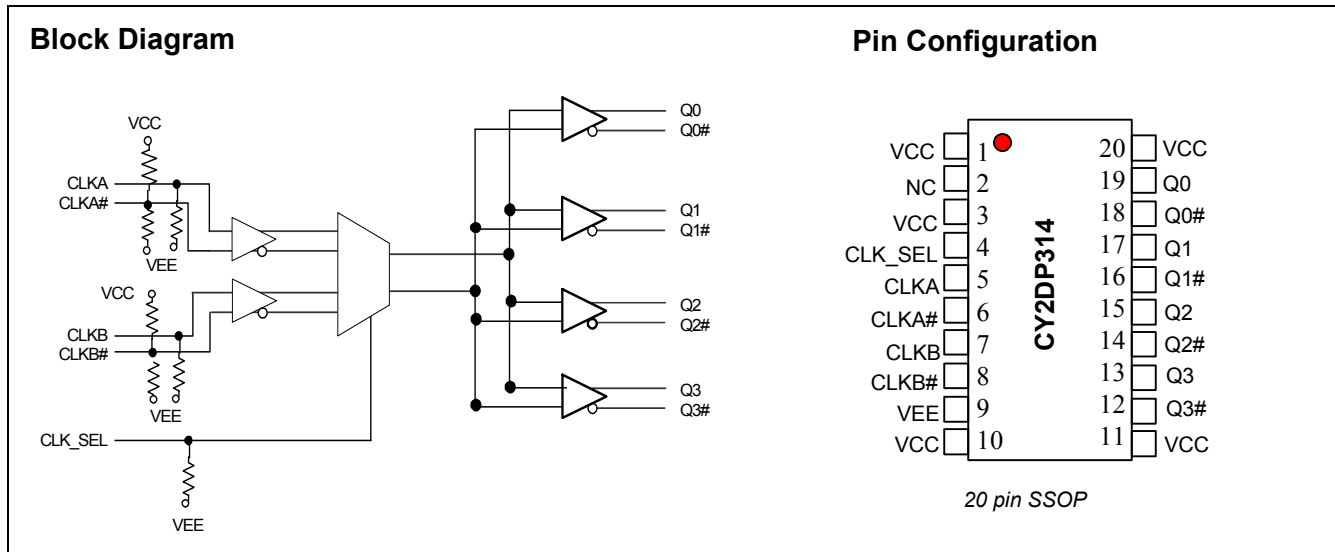 Block Diagram
VCC
CLKA
CLKA#
VEE
VCC
CLKB
CLKB#
VEE
CLK_SEL
VEE
Q0
Q0#
Q1
Q1#
Q2
Q2#
Q3
Q3#
Pin Configuration
VCC 1 20 VCC
NC 2 19 Q0
VCC 3 18 Q0#
CLK_SEL 4 17 Q1
CLKA 5 16 Q1#
CLKA# 6 15 Q2
CLKB 7 14 Q2#
CLKB# 8 13 Q3
VEE 9 12 Q3#
VCC 10 11 VCC
CY2DP314
20 pin SSOP